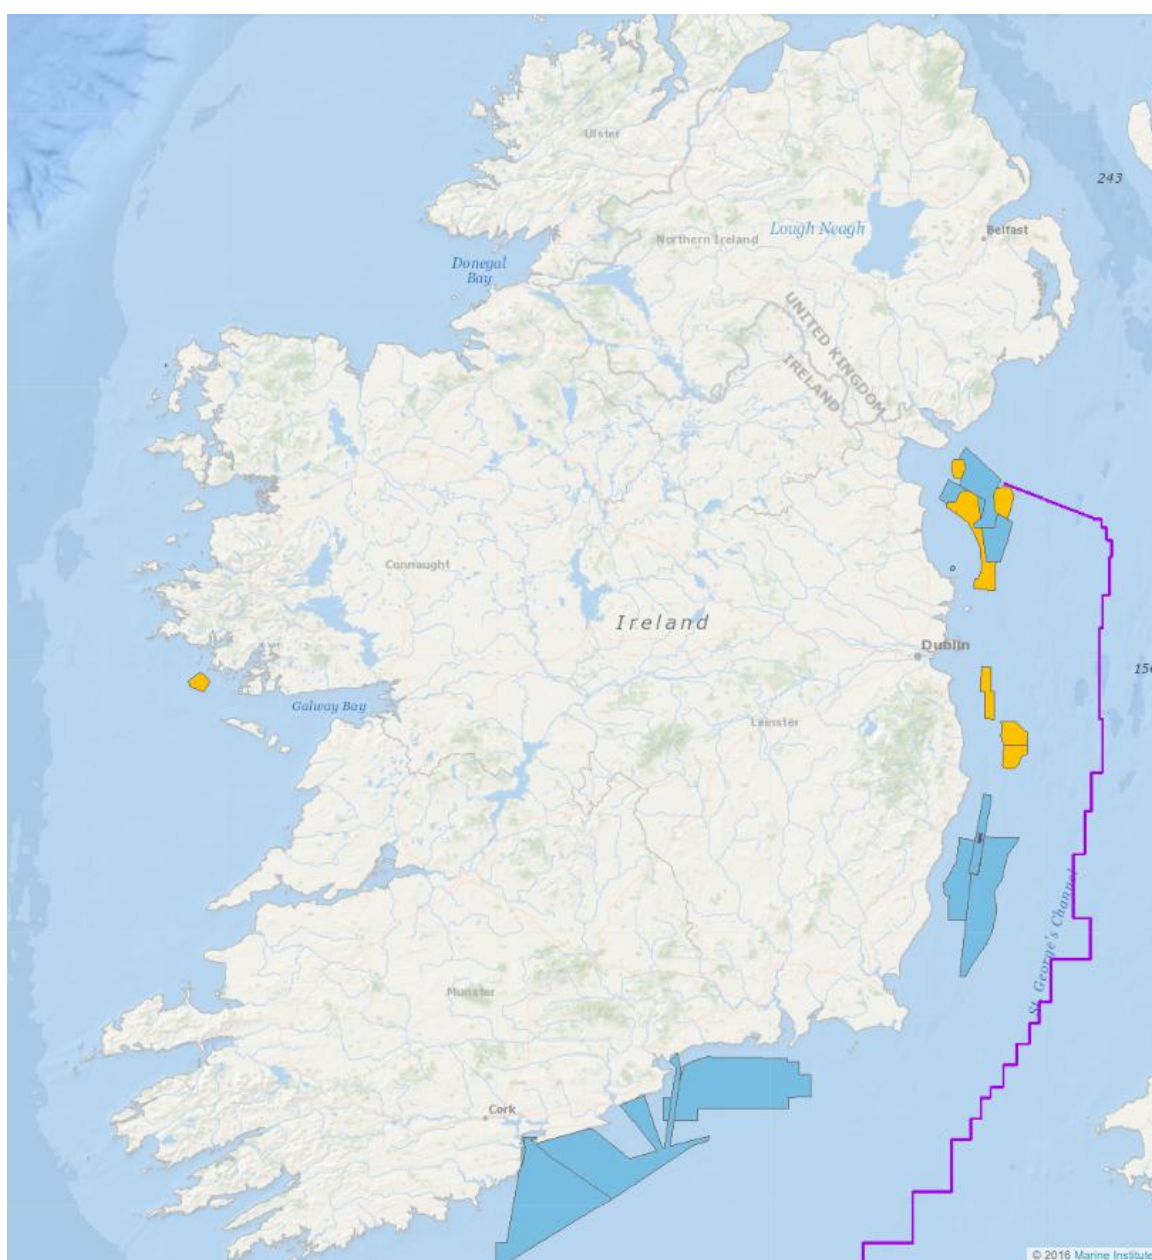 Ulster
243
Lough Neagh
Belfast
Northern Ireland
Donegal
Bay
UNITED KINGDOM
IRELAND
Connaught
Ireland
Dublin
Galway Bay
Leinster
St. George's Channel
Munster
Cork
© 2016 Marine Institute